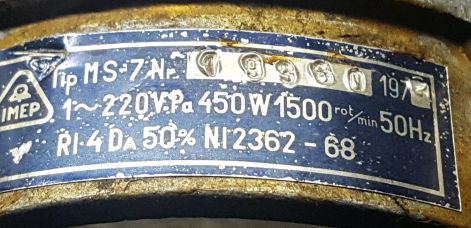 Tip MS-7 Nr. 19360 197
IMEP
1~220V.Pa 450W 1500 rot/min 50Hz
RI-4 DA 50% NI 2362-68